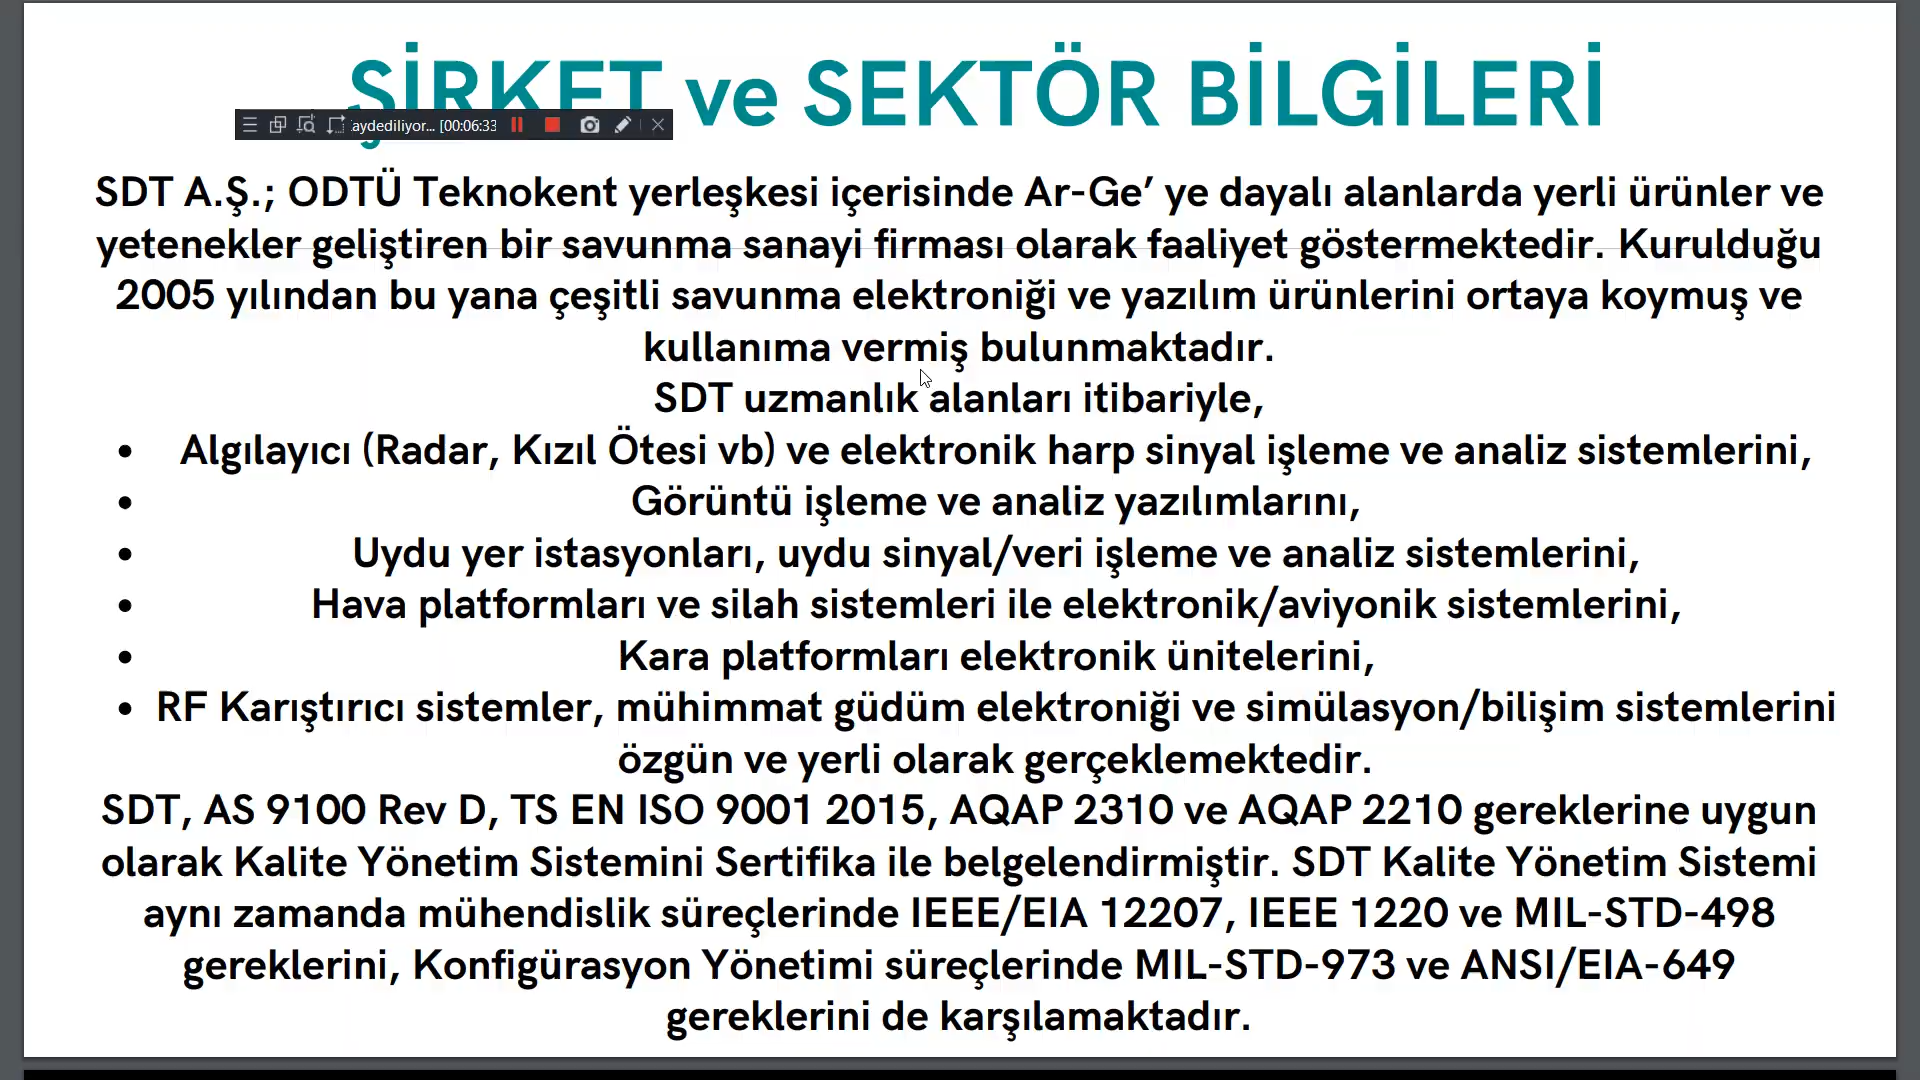 ŞİRKET ve SEKTÖR BİLGİLERİ
aydediliyor... [00:06:33
SDT A.Ş.; ODTÜ Teknokent yerleşkesi içerisinde Ar-Ge’ ye dayalı alanlarda yerli ürünler ve
yetenekler geliştiren bir savunma sanayi firması olarak faaliyet göstermektedir. Kurulduğu
2005 yılından bu yana çeşitli savunma elektroniği ve yazılım ürünlerini ortaya koymuş ve
kullanıma vermiş bulunmaktadır.
SDT uzmanlık alanları itibariyle,
• Algılayıcı (Radar, Kızıl Ötesi vb) ve elektronik harp sinyal işleme ve analiz sistemlerini,
• Görüntü işleme ve analiz yazılımlarını,
• Uydu yer istasyonları, uydu sinyal/veri işleme ve analiz sistemlerini,
• Hava platformları ve silah sistemleri ile elektronik/aviyonik sistemlerini,
• Kara platformları elektronik ünitelerini,
• RF Karıştırıcı sistemler, mühimmat güdüm elektroniği ve simülasyon/bilişim sistemlerini
özgün ve yerli olarak gerçeklemektedir.
SDT, AS 9100 Rev D, TS EN ISO 9001 2015, AQAP 2310 ve AQAP 2210 gereklerine uygun
olarak Kalite Yönetim Sistemini Sertifika ile belgelendirmiştir. SDT Kalite Yönetim Sistemi
aynı zamanda mühendislik süreçlerinde IEEE/EIA 12207, IEEE 1220 ve MIL-STD-498
gereklerini, Konfigürasyon Yönetimi süreçlerinde MIL-STD-973 ve ANSI/EIA-649
gereklerini de karşılamaktadır.